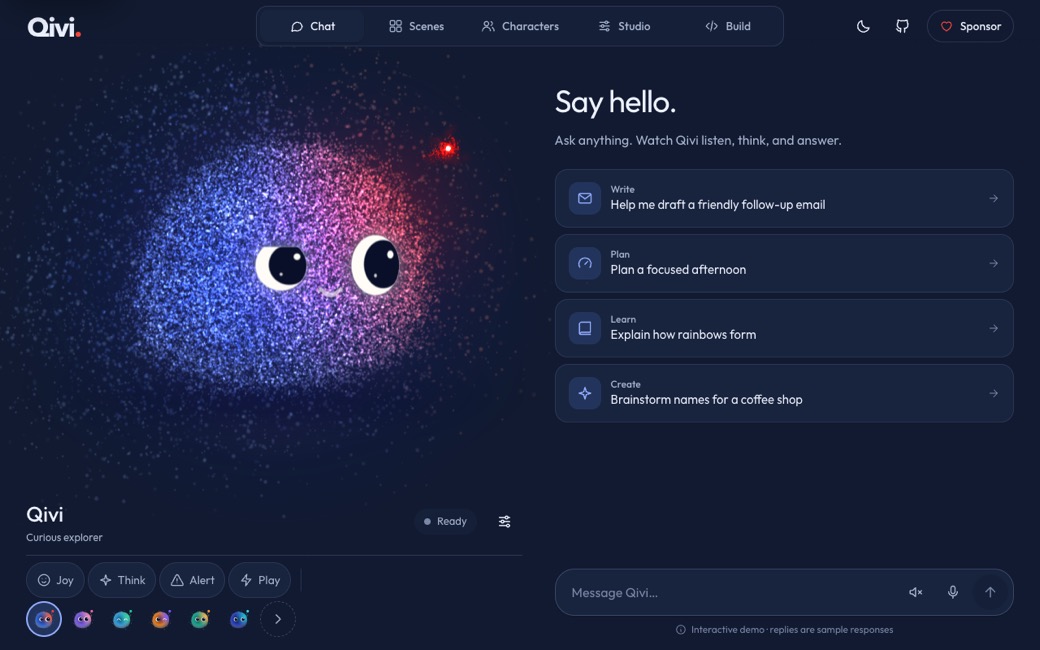 Qivi.
Chat
Scenes
Characters
Studio
Build
Sponsor
Say hello.
Ask anything. Watch Qivi listen, think, and answer.
Write
Help me draft a friendly follow-up email
Plan
Plan a focused afternoon
Learn
Explain how rainbows form
Create
Brainstorm names for a coffee shop
Qivi
Curious explorer
Ready
Joy
Think
Alert
Play
Message Qivi...
Interactive demo · replies are sample responses